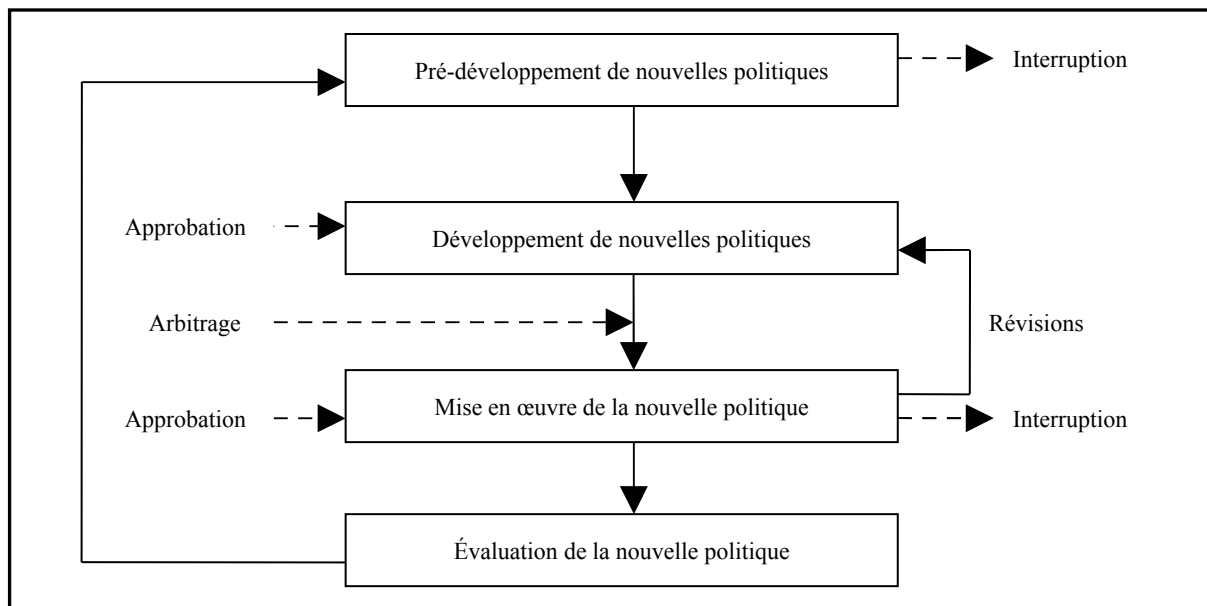 Pré-développement de nouvelles politiques
Interruption
Approbation
Développement de nouvelles politiques
Arbitrage
Révisions
Approbation
Mise en œuvre de la nouvelle politique
Interruption
Évaluation de la nouvelle politique